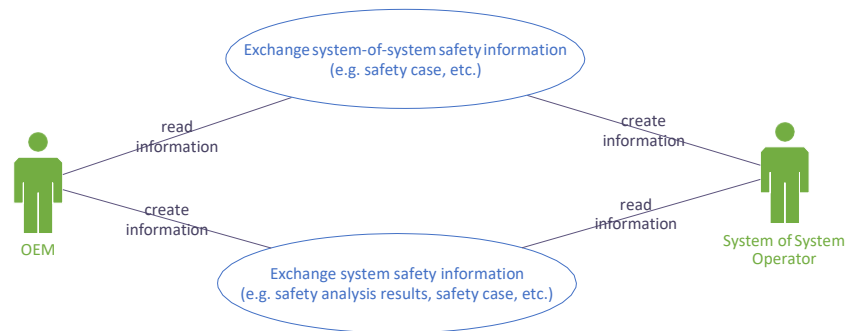 Exchange system-of-system safety information
(e.g. safety case, etc.)
read
information
create
information
OEM
create
information
read
information
System of System
Operator
Exchange system safety information
(e.g. safety analysis results, safety case, etc.)